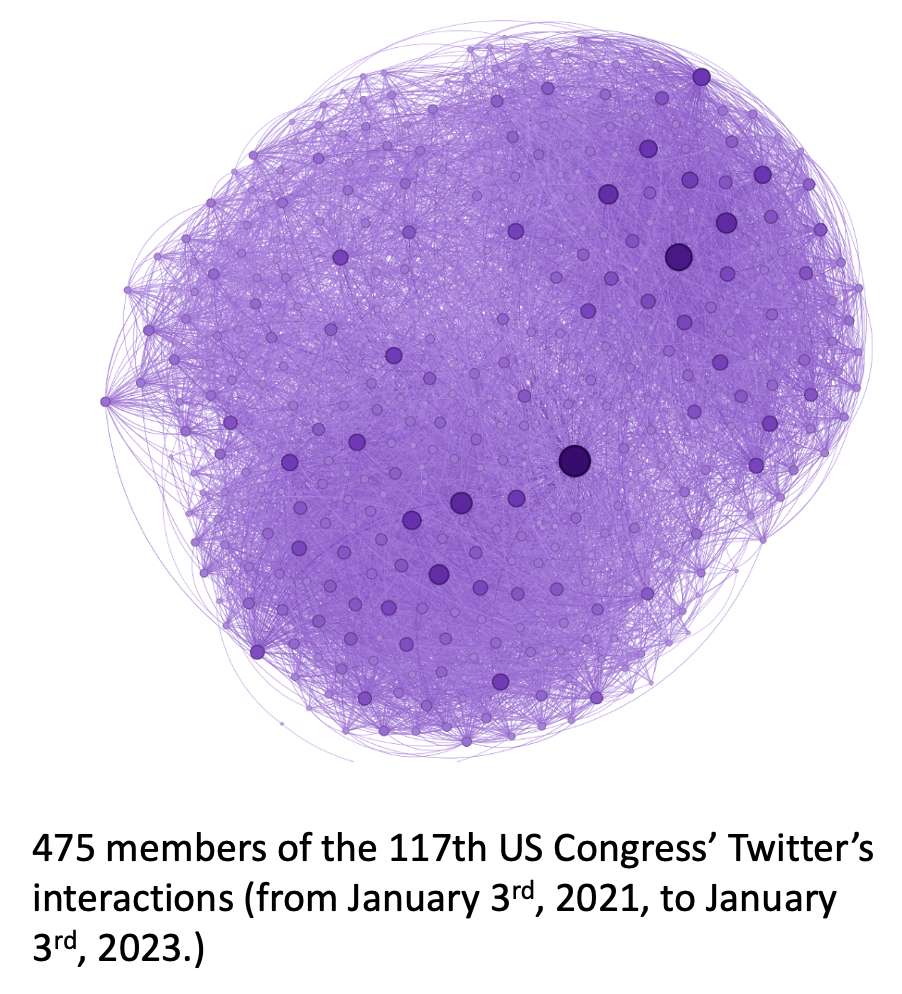 475 members of the 117th US Congress’ Twitter’s
interactions (from January 3rd, 2021, to January
3rd, 2023.)